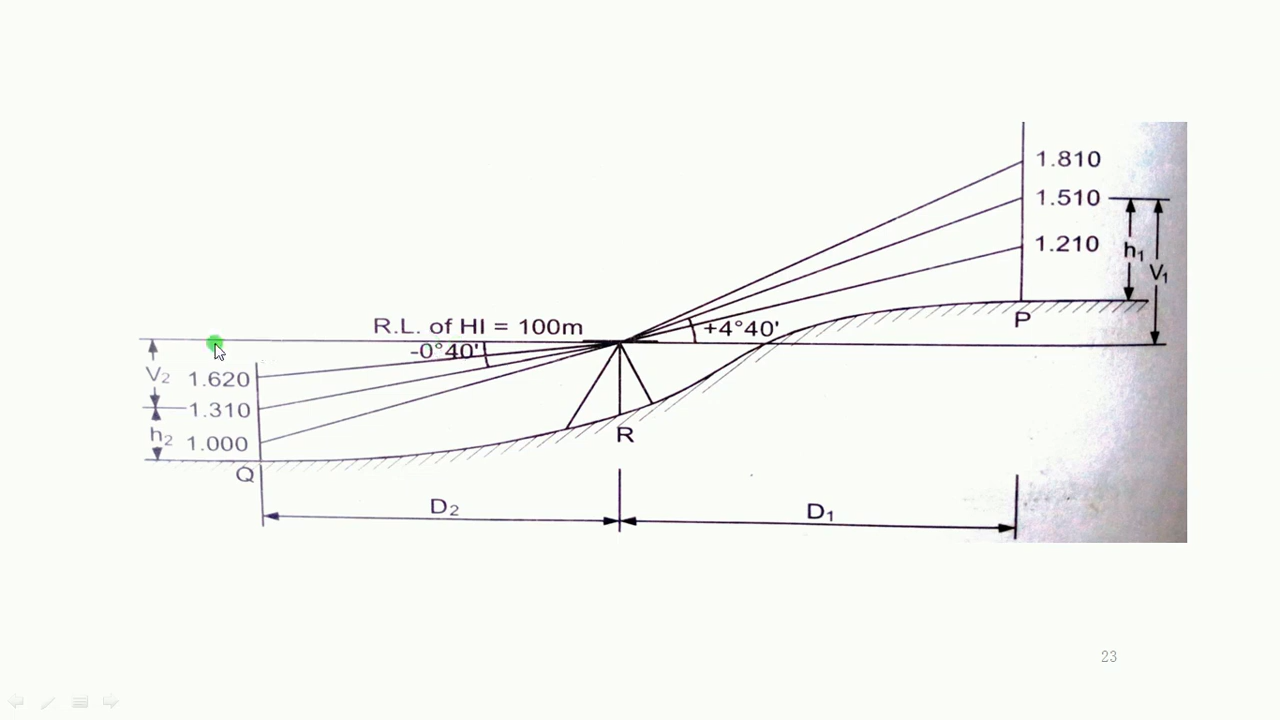 1.810
1.510
h₁
1.210
V₁
P
R.L. of HI = 100m
+4°40'
-0°40'
V₂
1.620
1.310
h₂
1.000
R
Q
D₂
D₁
23